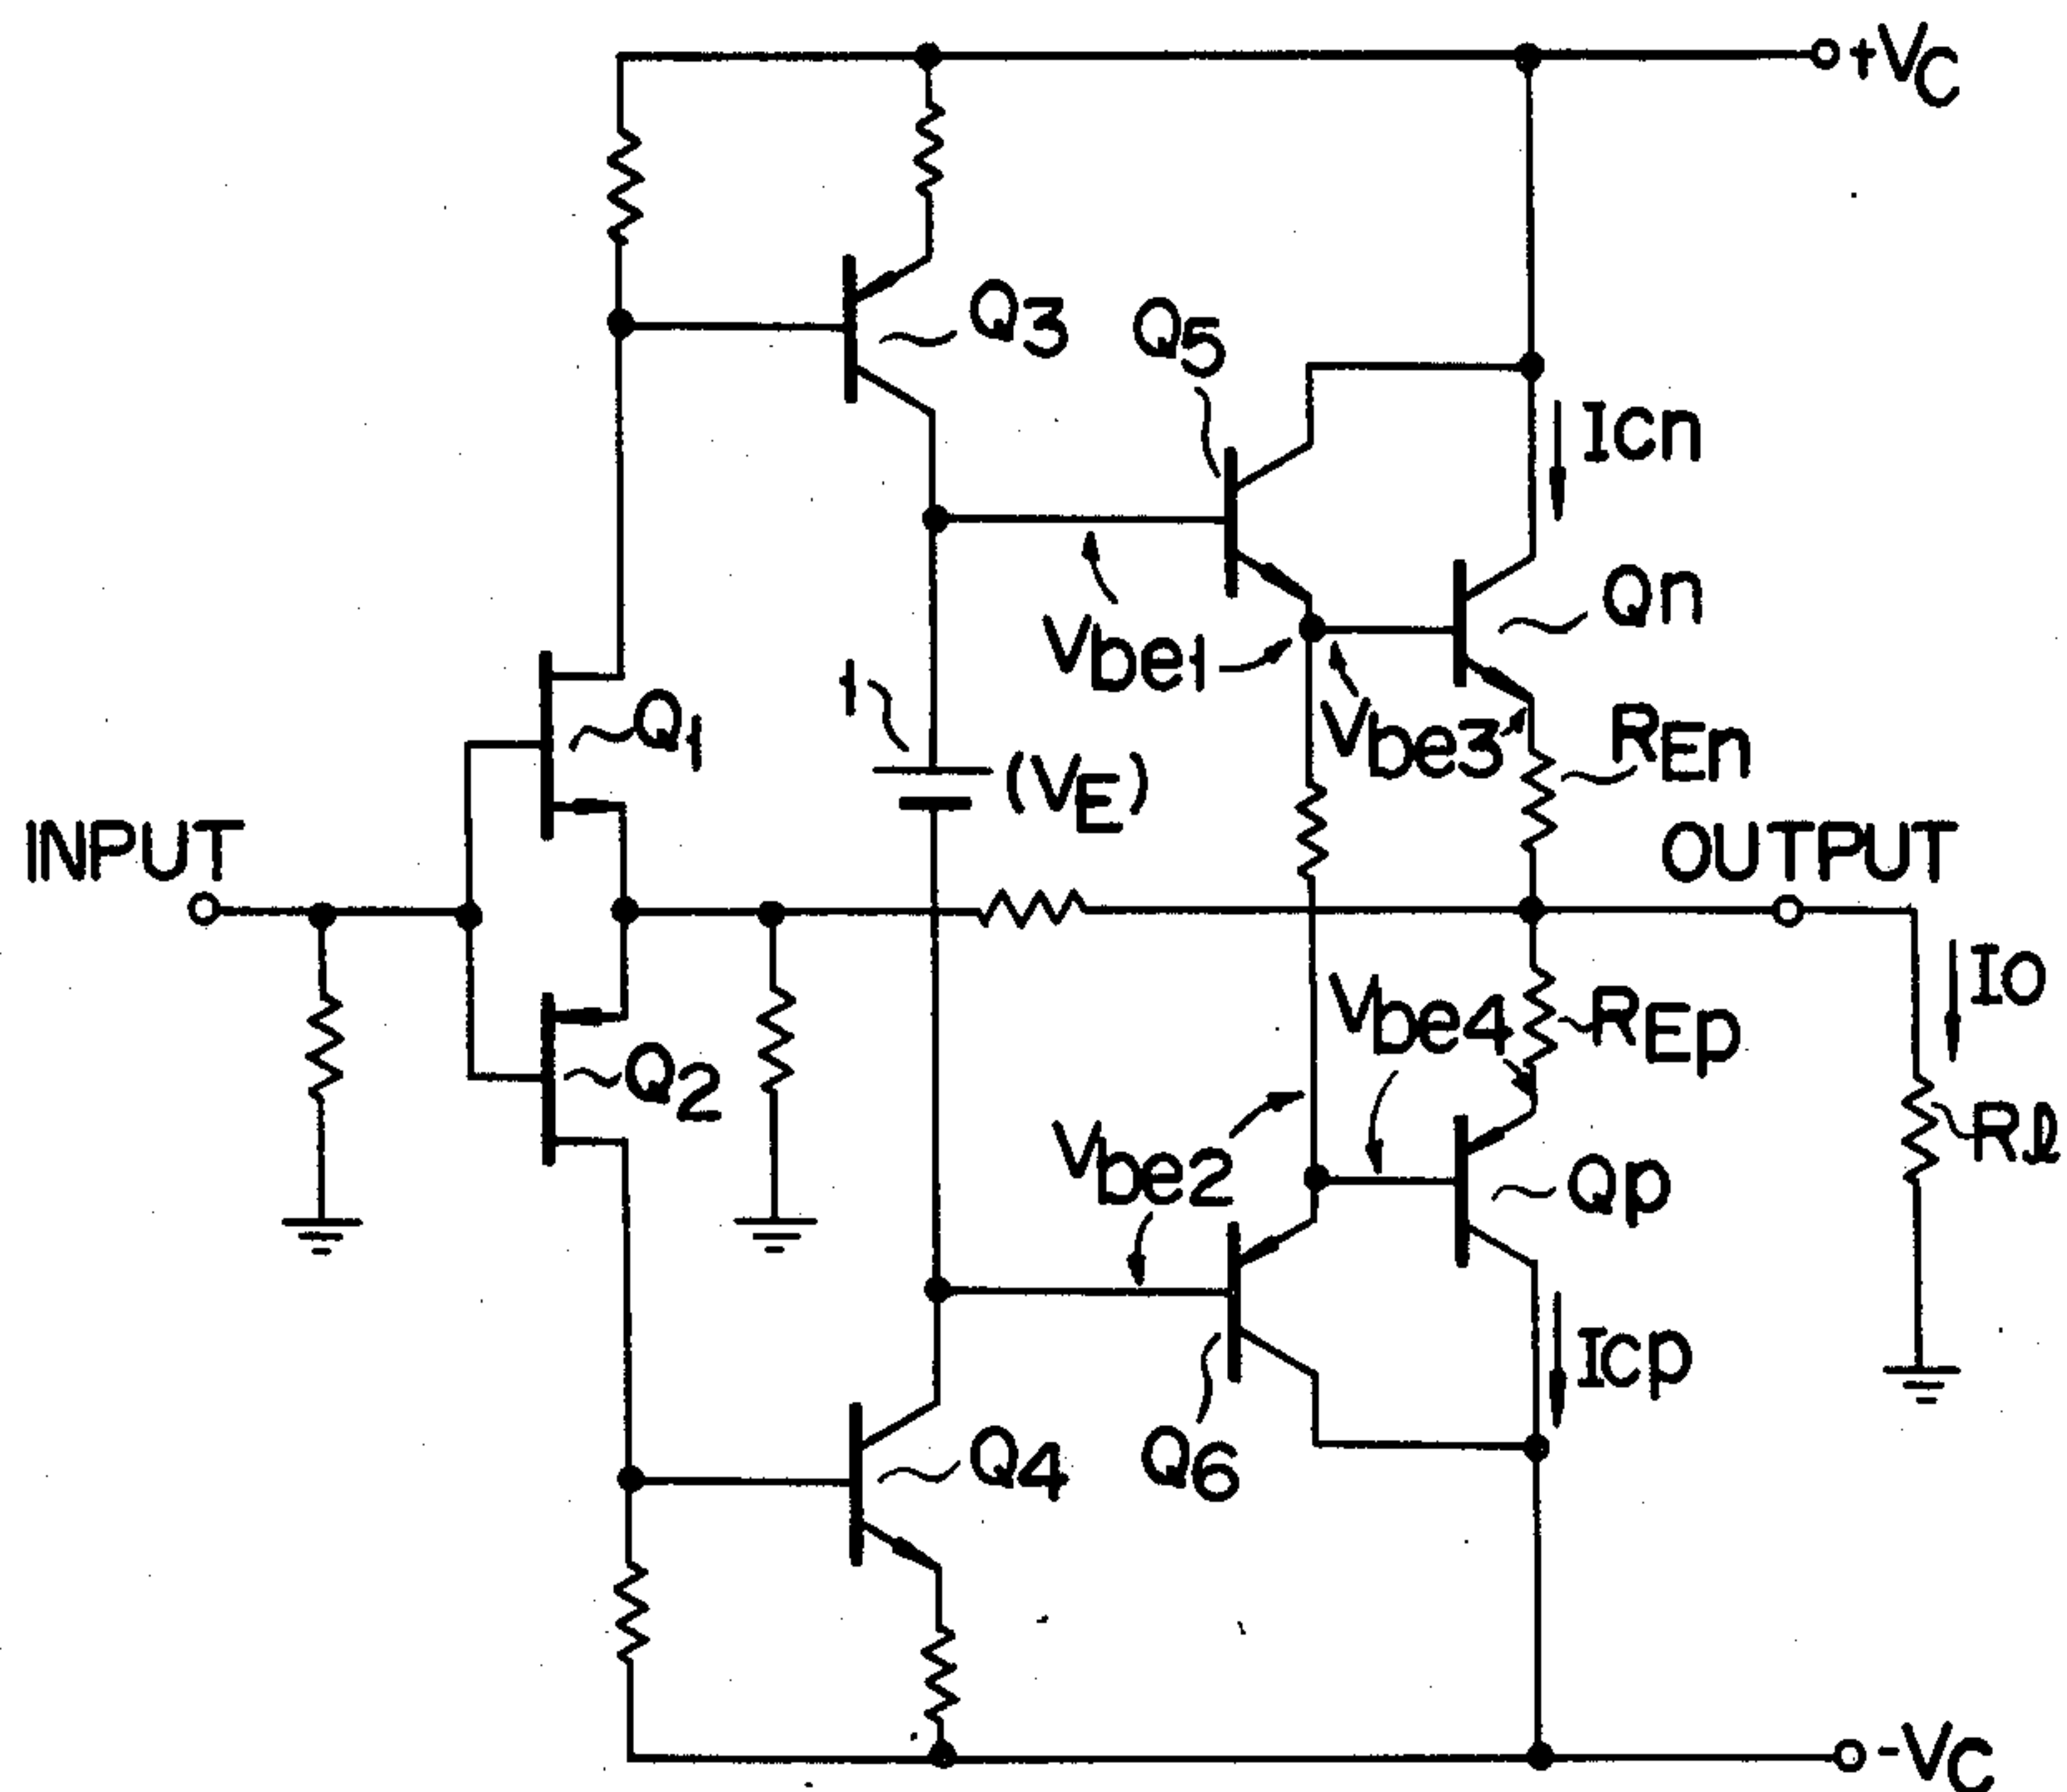 +VC
Q3
Q5
Icn
Qn
Vbe1
1
Q1
Vbe3
REn
(VE)
INPUT
OUTPUT
IO
Vbe4
REp
Q2
Rℓ
Vbe2
Qp
Icp
Q4
Q6
-VC